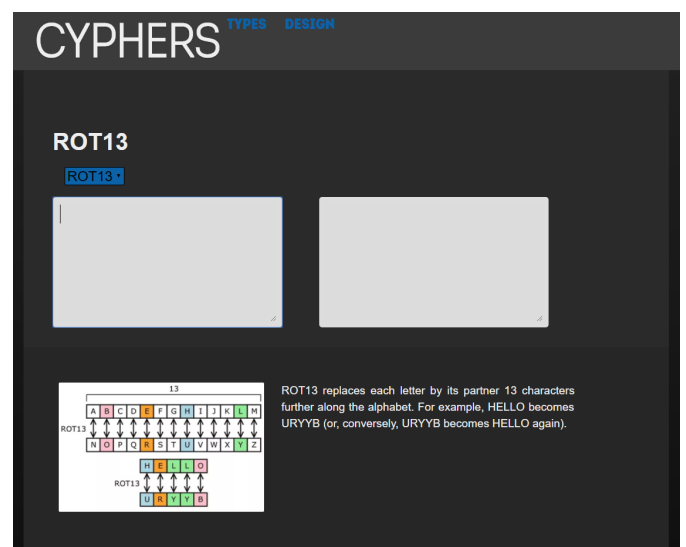 CYPHERS TYPES DESIGN
ROT13
ROT13
ROT13 replaces each letter by its partner 13 characters
further along the alphabet. For example, HELLO becomes
URYYB (or, conversely, URYYB becomes HELLO again).
13
A B C D E F G H I J K L M
ROT13
N O P Q R S T U V W X Y Z
H E L L O
ROT13
U R Y Y B